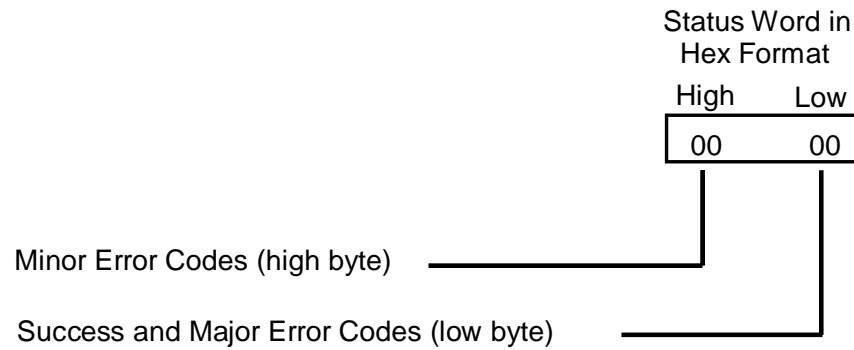 Status Word in
Hex Format
High Low
00 00
Minor Error Codes (high byte)
Success and Major Error Codes (low byte)